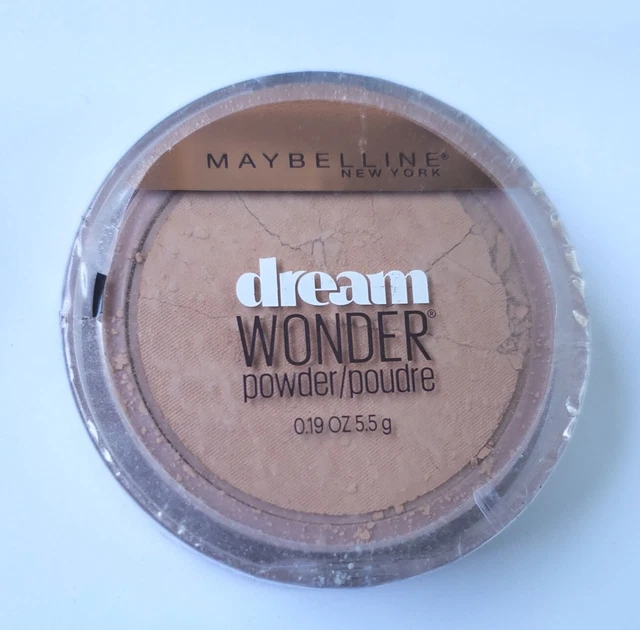 MAYBELLINE®
NEW YORK
dream
WONDER®
powder/poudre
0.19 OZ 5.5 g